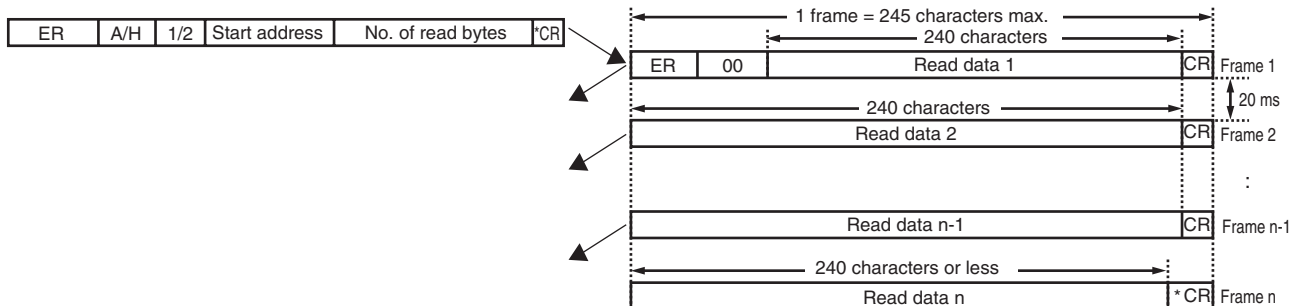 1 frame = 245 characters max.
ER A/H 1/2 Start address No. of read bytes *CR
240 characters
ER 00 Read data 1 CR Frame 1
20 ms
240 characters
Read data 2 CR Frame 2
:
Read data n-1 CR Frame n-1
240 characters or less
Read data n * CR Frame n